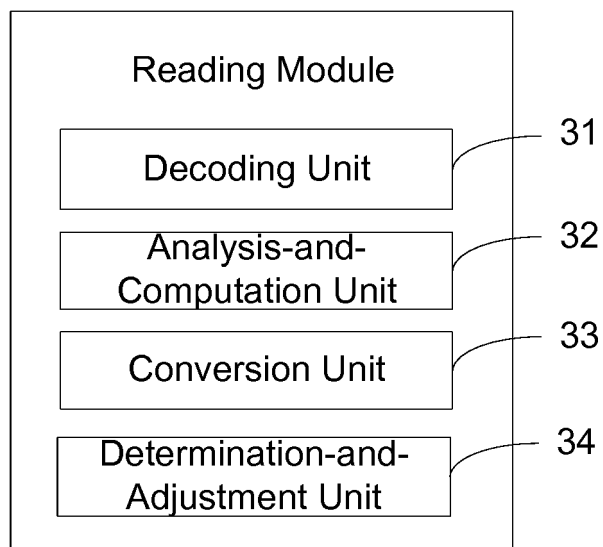 Reading Module
Decoding Unit
31
Analysis-and-
Computation Unit
32
Conversion Unit
33
Determination-and-
Adjustment Unit
34